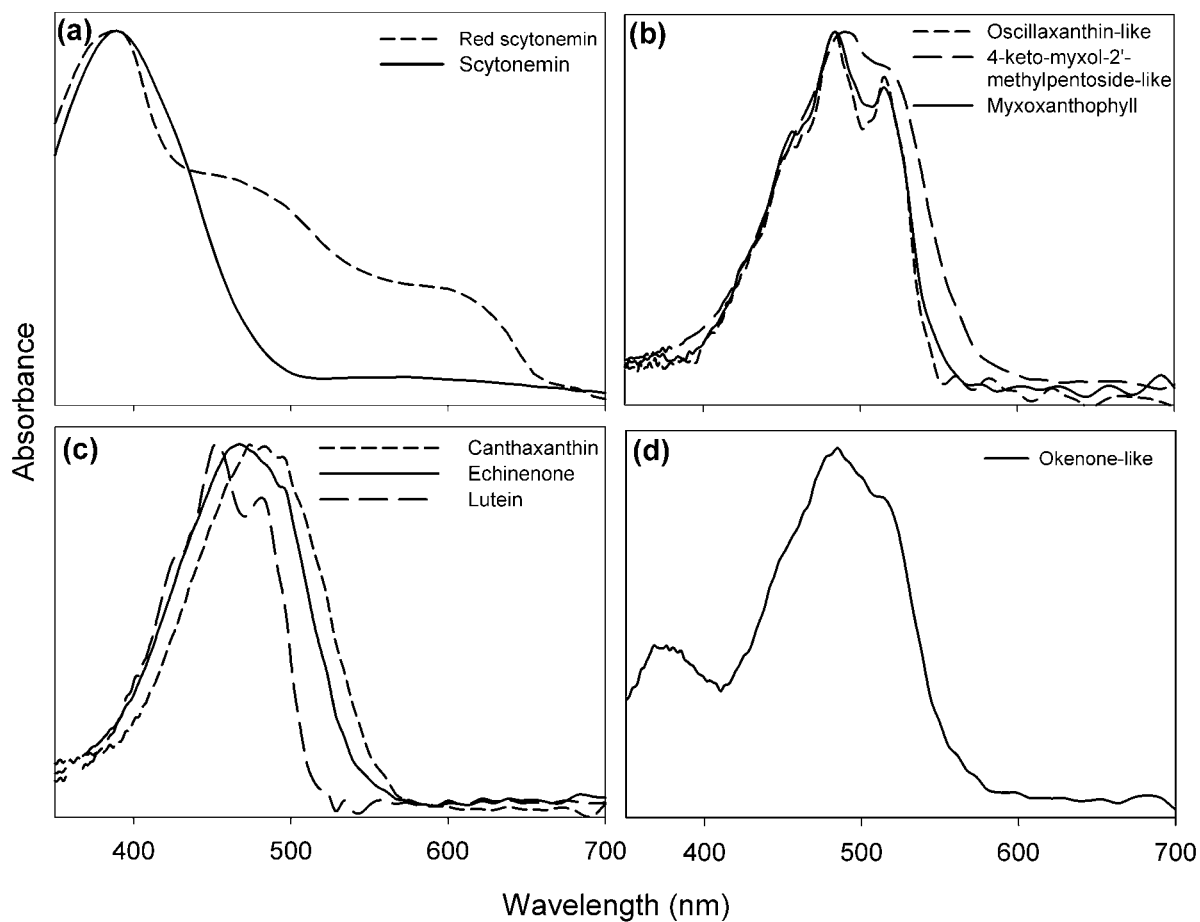 (a)
Red scytonemin
Scytonemin
(b)
Oscillaxanthin-like
4-keto-myxol-2'-
methylpentoside-like
Myxoxanthophyll
(c)
Canthaxanthin
Echinenone
Lutein
(d)
Okenone-like
Absorbance
400 500 600 700
400 500 600 700
Wavelength (nm)